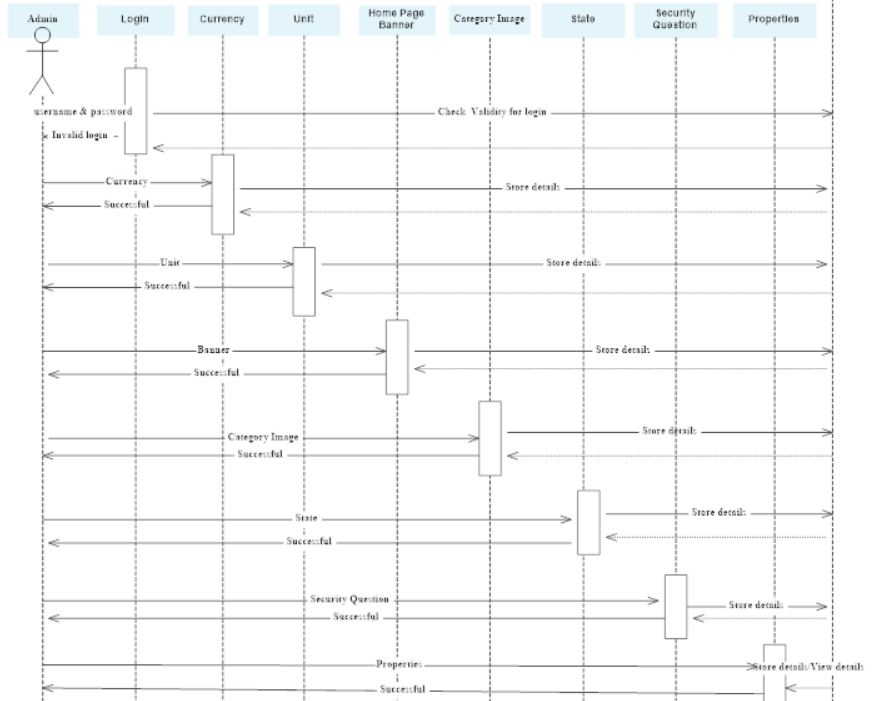 Admin
Login
Currency
Unit
Home Page
Banner
Category Image
State
Security
Question
Properties
username & password
Check Validity for login
Invalid login
Currency
Store details
Successful
Unit
Store details
Successful
Banner
Store details
Successful
Category Image
Store details
Successful
State
Store details
Successful
Security Question
Store details
Successful
Properties
Store details/View details
Successful